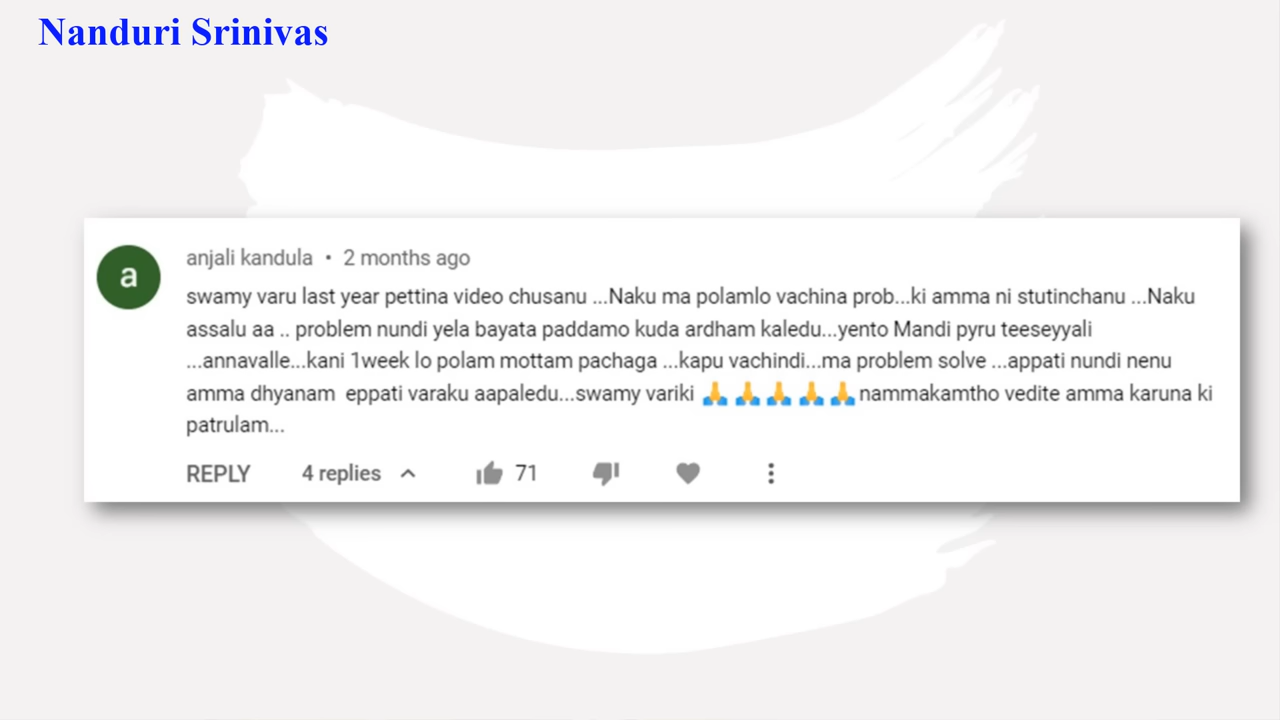 Nanduri Srinivas
a
anjali kandula • 2 months ago
swamy varu last year pettina video chusanu ...Naku ma polamlo vachina prob...ki amma ni stutinchanu ...Naku
assalu aa .. problem nundi yela bayata paddamo kuda ardham kaledu...yento Mandi pyru teeseyyali
...annavalle...kani 1week lo polam mottam pachaga ...kapu vachindi...ma problem solve ...appati nundi nenu
amma dhyanam eppati varaku aapaledu...swamy variki 🙏 🙏 🙏 🙏 🙏 nammakamtho vedite amma karuna ki
patrulam...
REPLY 4 replies 71